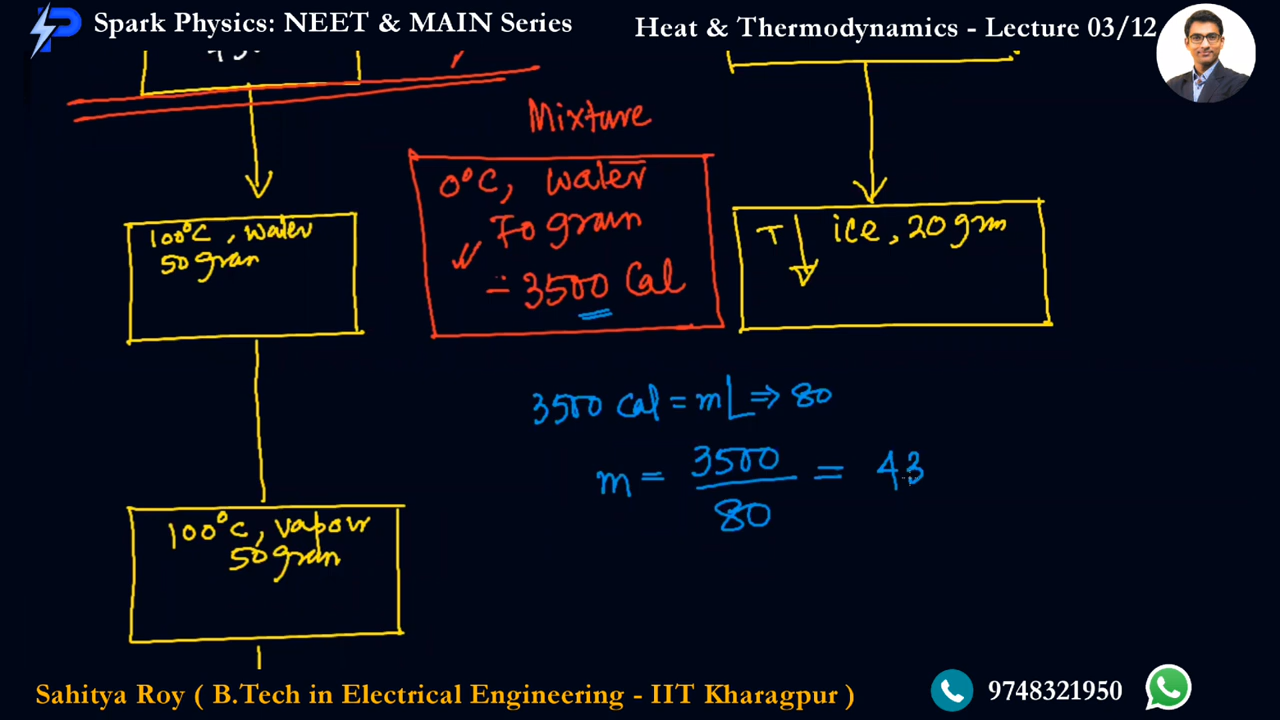 Spark Physics: NEET & MAIN Series
Heat & Thermodynamics - Lecture 03/12
Mixture
0°C, water
70 gram
= 3500 Cal
100°C, water
50 gram
T ↓ ice, 20 grm
3500 Cal = mL ⇒ 80
m = 3500/80 = 43
100°C, vapour
50 gram
Sahitya Roy ( B.Tech in Electrical Engineering - IIT Kharagpur )
9748321950